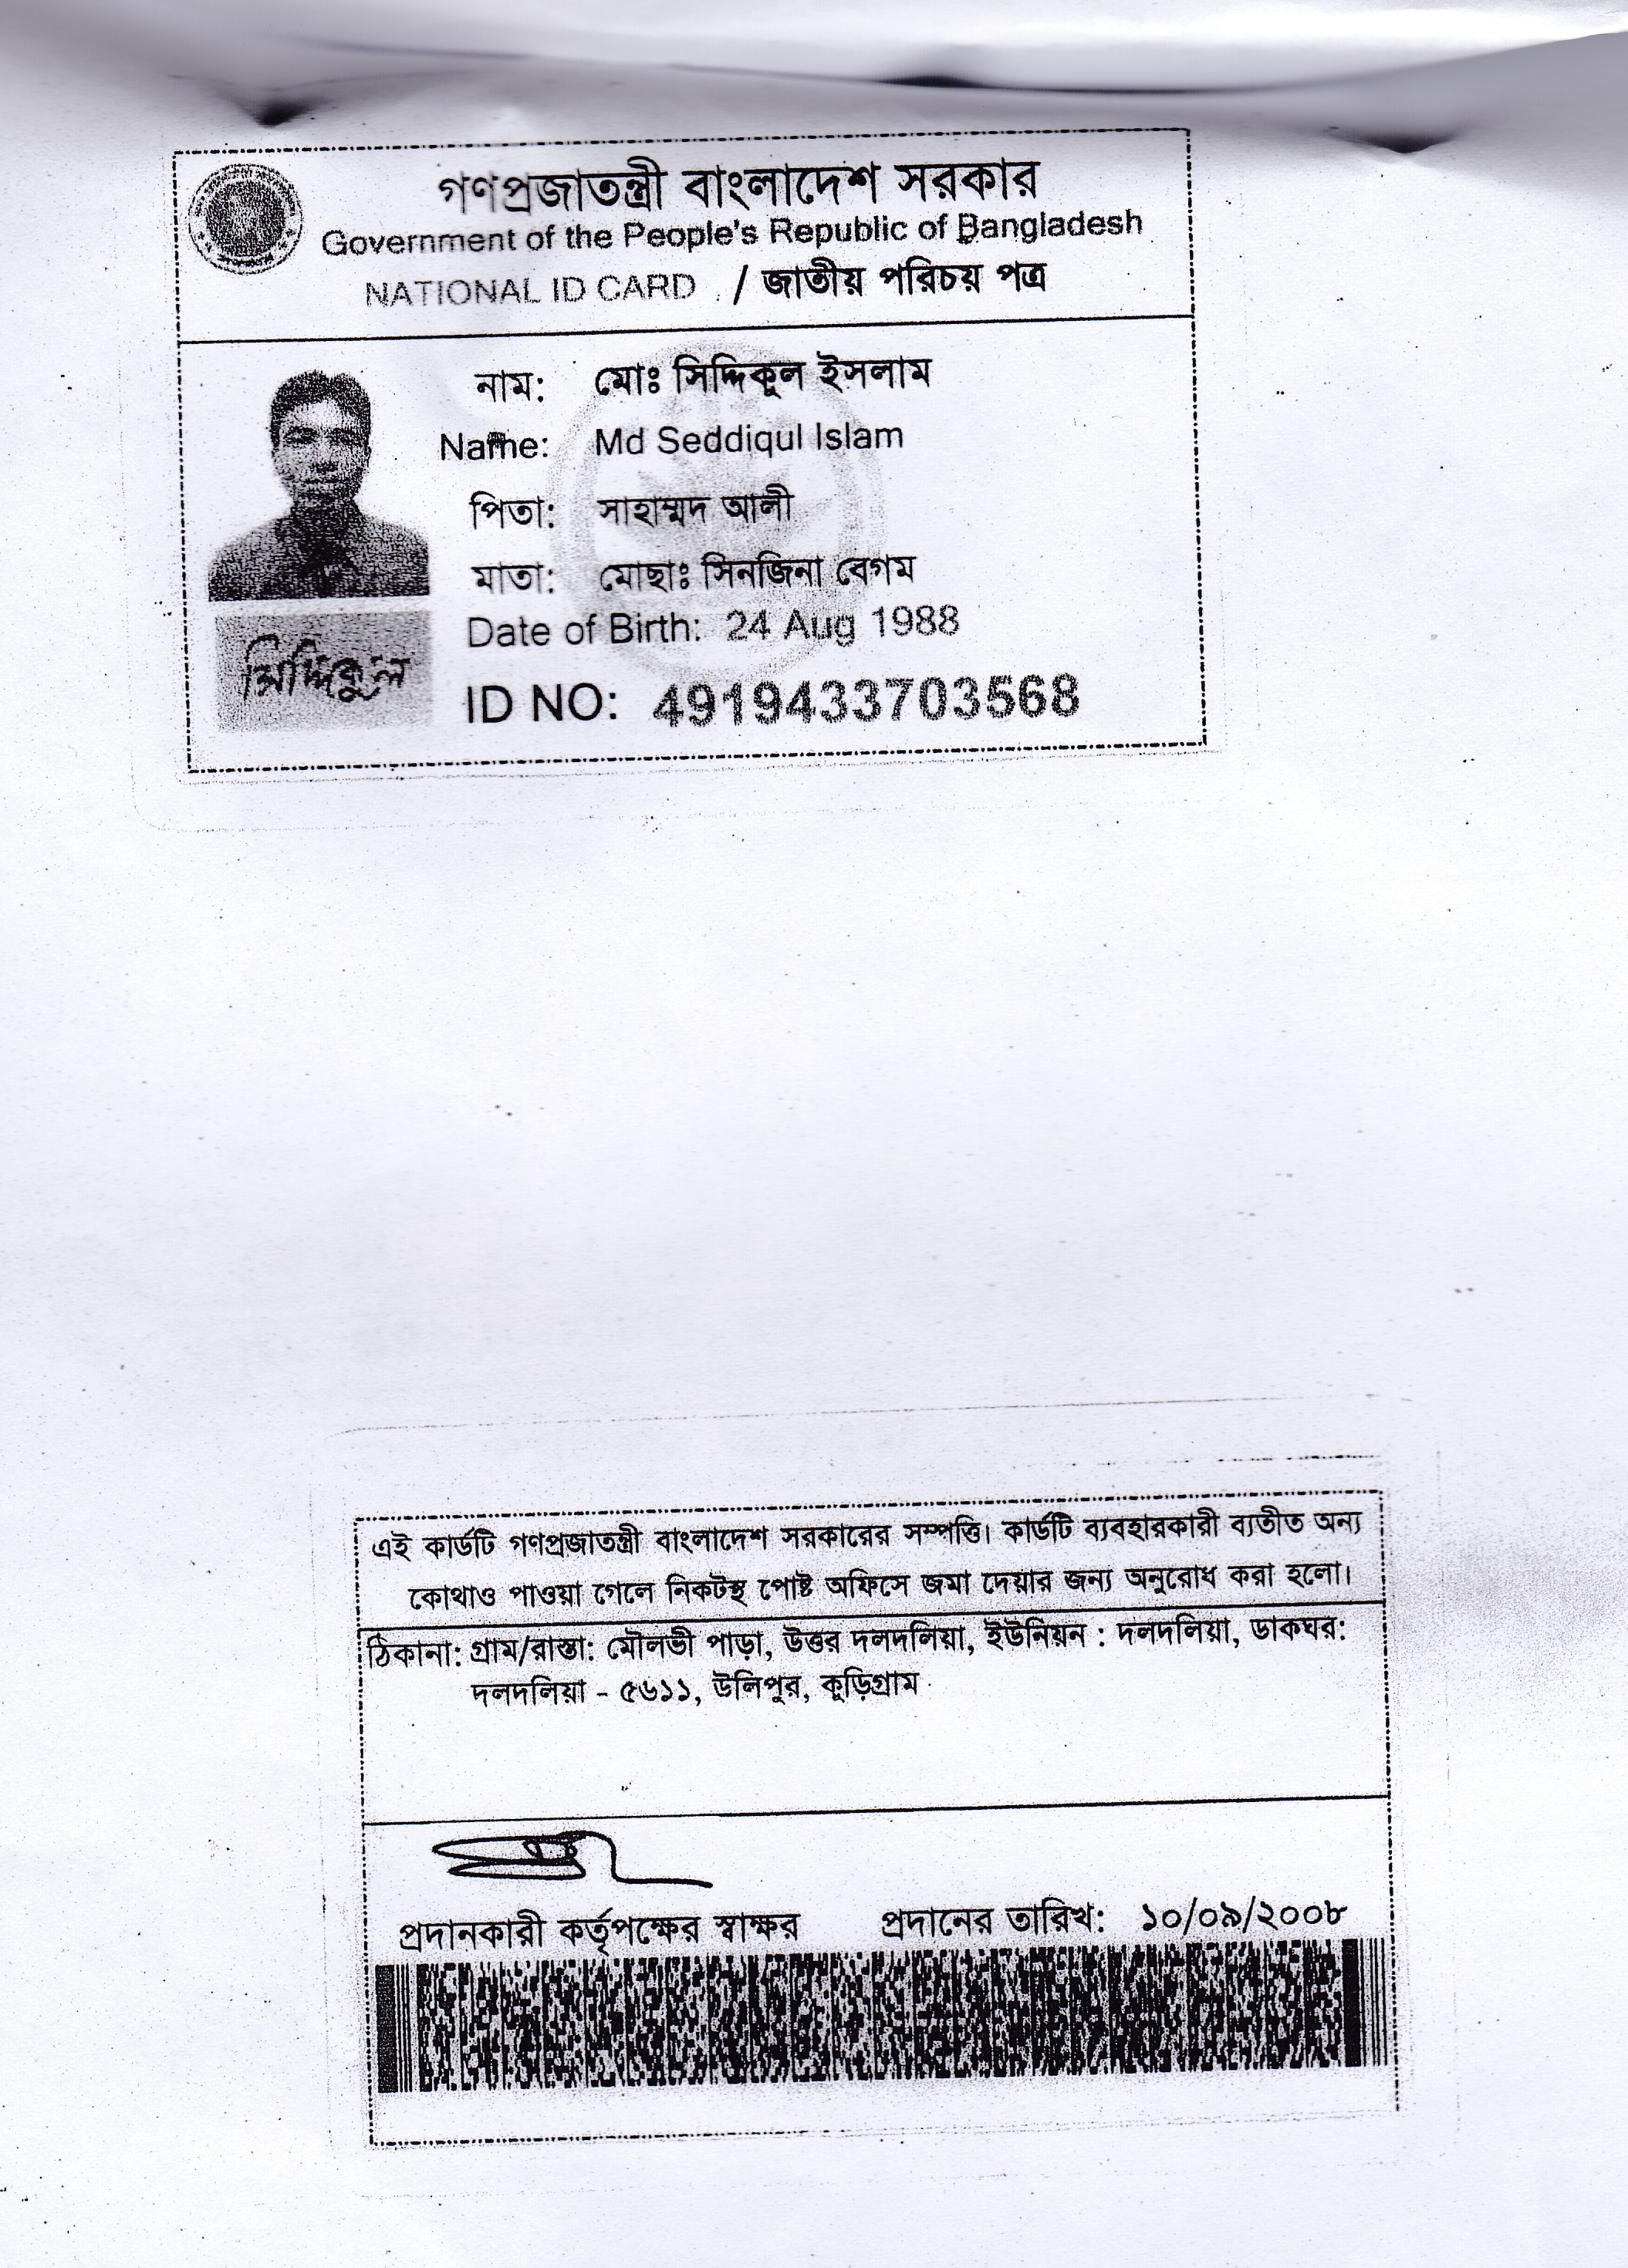 গণপ্রজাতন্ত্রী বাংলাদেশ সরকার
Government of the People's Republic of Bangladesh
NATIONAL ID CARD / জাতীয় পরিচয় পত্র
নাম: মোঃ সিদ্দিকুল ইসলাম
Name: Md Seddiqul Islam
পিতা: সাহাম্মদ আলী
মাতা: মোছাঃ সিনজিনা বেগম
Date of Birth: 24 Aug 1988
সিদ্দিকুল
ID NO: 4919433703568
এই কার্ডটি গণপ্রজাতন্ত্রী বাংলাদেশ সরকারের সম্পত্তি। কার্ডটি ব্যবহারকারী ব্যতীত অন্য
কোথাও পাওয়া গেলে নিকটস্থ পোষ্ট অফিসে জমা দেয়ার জন্য অনুরোধ করা হলো।
ঠিকানা: গ্রাম/রাস্তা: মৌলভী পাড়া, উত্তর দলদলিয়া, ইউনিয়ন : দলদলিয়া, ডাকঘর:
দলদলিয়া - ৫৬১১, উলিপুর, কুড়িগ্রাম
প্রদানকারী কর্তৃপক্ষের স্বাক্ষর প্রদানের তারিখ: ১০/০৯/২০০৮